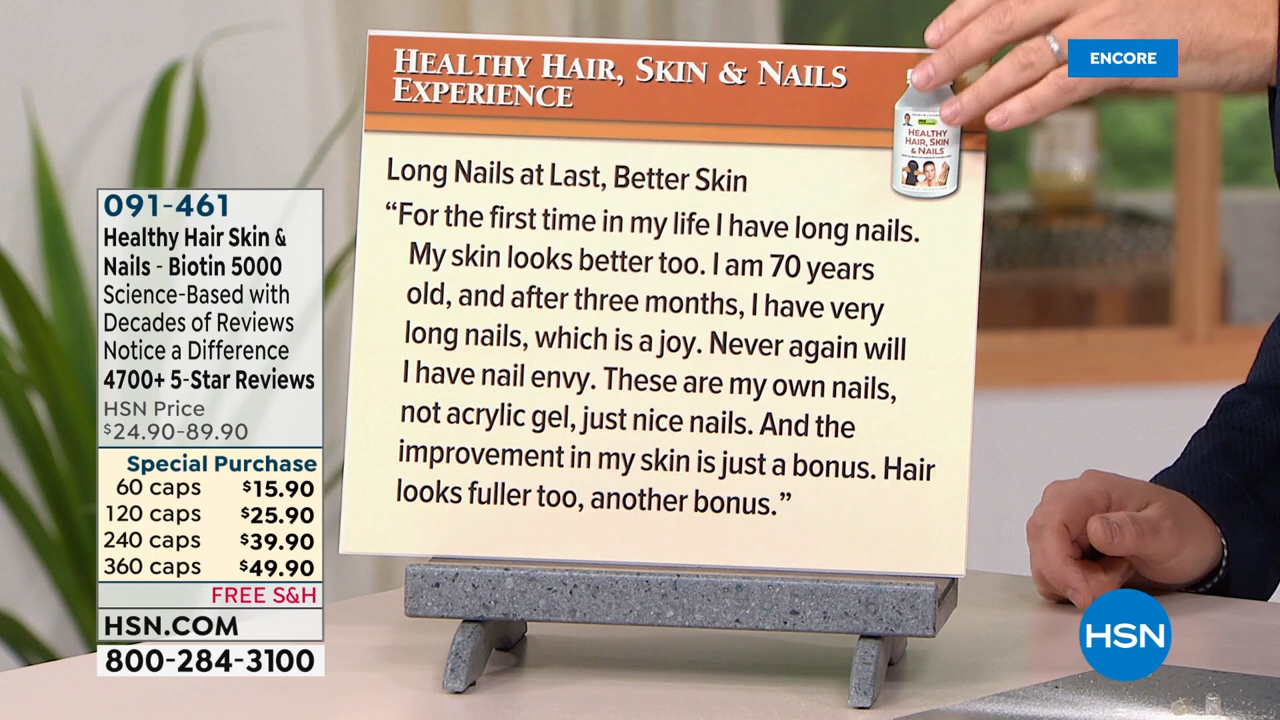 ENCORE
HEALTHY HAIR, SKIN & NAILS
EXPERIENCE
HEALTHY
HAIR, SKIN
& NAILS
Long Nails at Last, Better Skin
“For the first time in my life I have long nails.
My skin looks better too. I am 70 years
old, and after three months, I have very
long nails, which is a joy. Never again will
I have nail envy. These are my own nails,
not acrylic gel, just nice nails. And the
improvement in my skin is just a bonus. Hair
looks fuller too, another bonus.”
091-461
Healthy Hair Skin &
Nails - Biotin 5000
Science-Based with
Decades of Reviews
Notice a Difference
4700+ 5-Star Reviews
HSN Price
$24.90-89.90
Special Purchase
60 caps $15.90
120 caps $25.90
240 caps $39.90
360 caps $49.90
FREE S&H
HSN.COM
800-284-3100
HSN